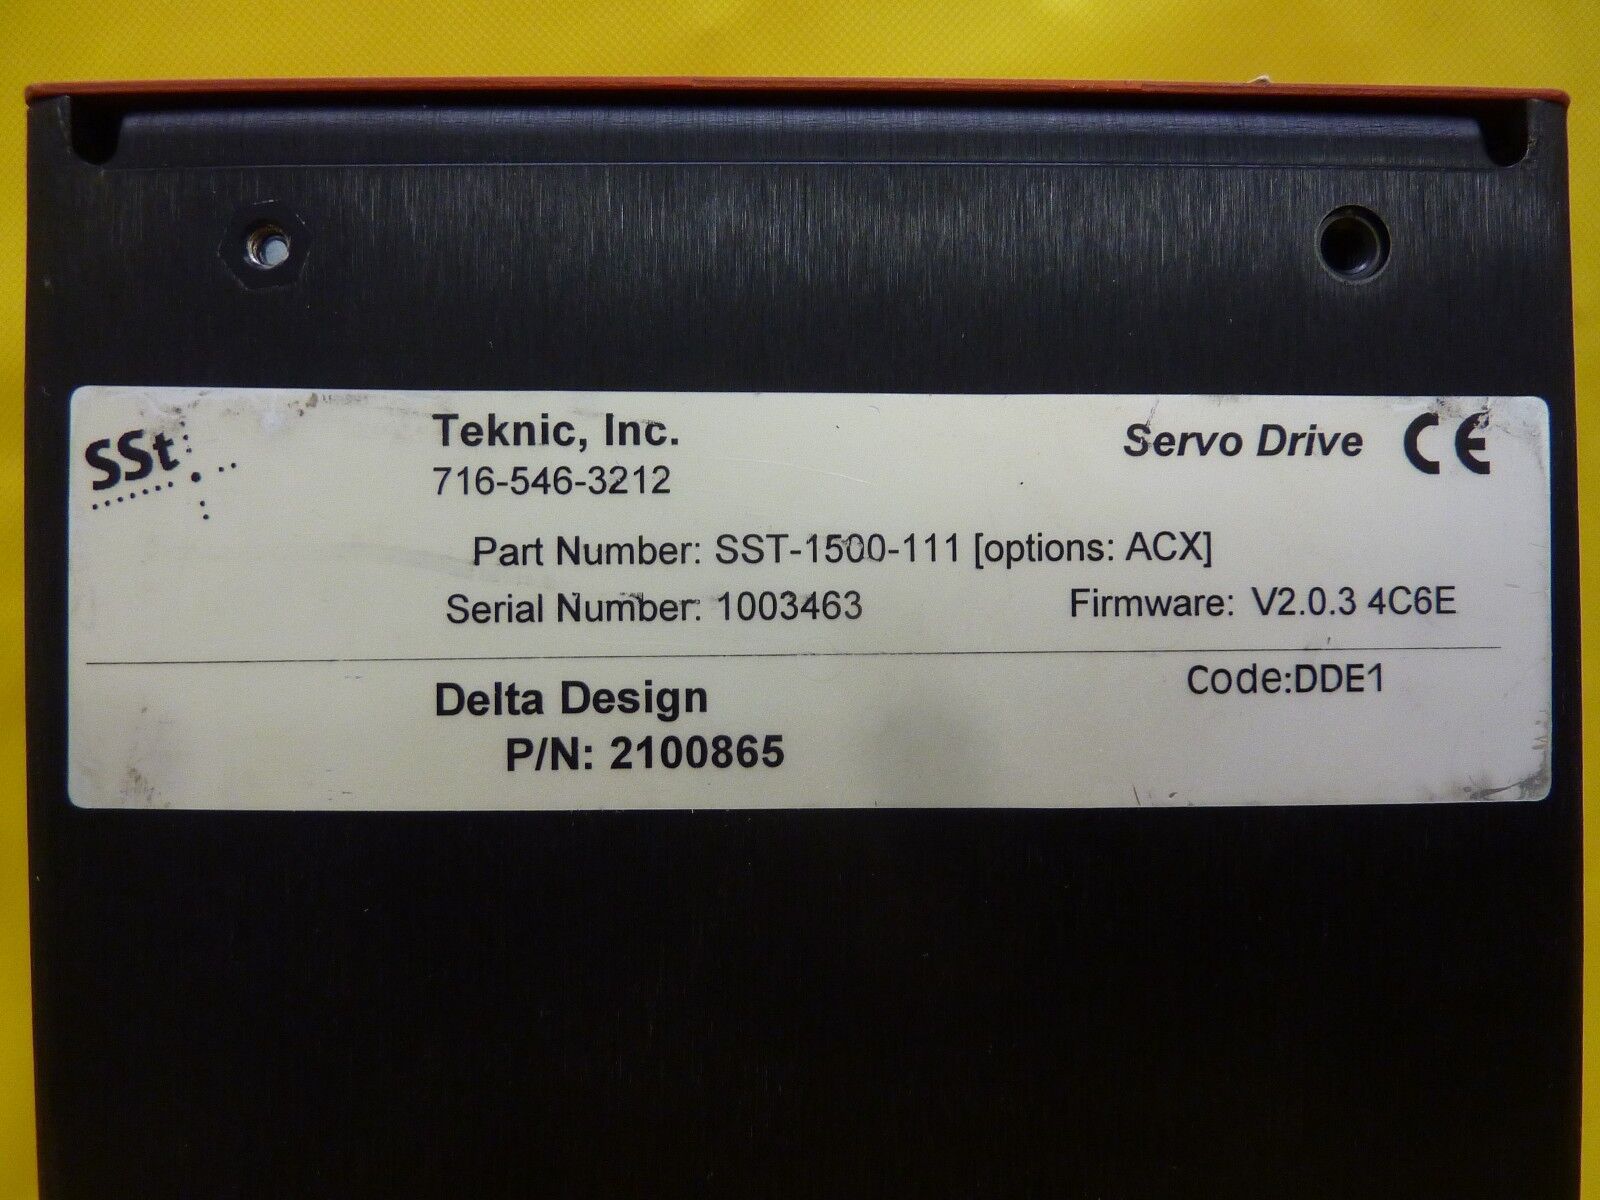 SSt
Teknic, Inc.
716-546-3212
Servo Drive CE
Part Number: SST-1500-111 [options: ACX]
Serial Number: 1003463
Firmware: V2.0.3 4C6E
Delta Design
P/N: 2100865
Code:DDE1